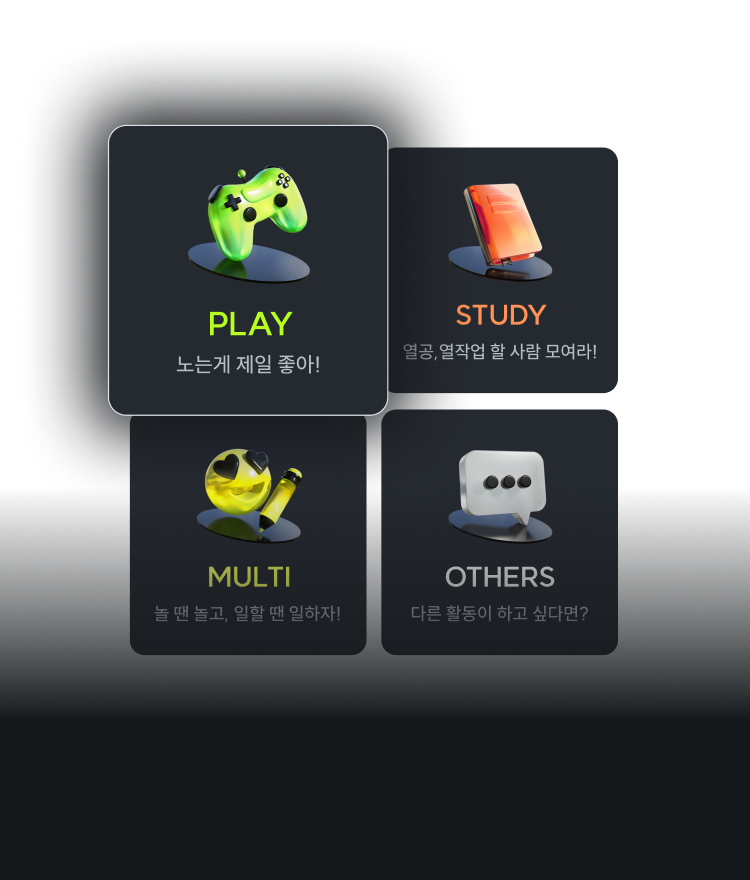 PLAY
노는게 제일 좋아!
STUDY
열공,열작업 할 사람 모여라!
MULTI
놀 땐 놀고, 일할 땐 일하자!
OTHERS
다른 활동이 하고 싶다면?